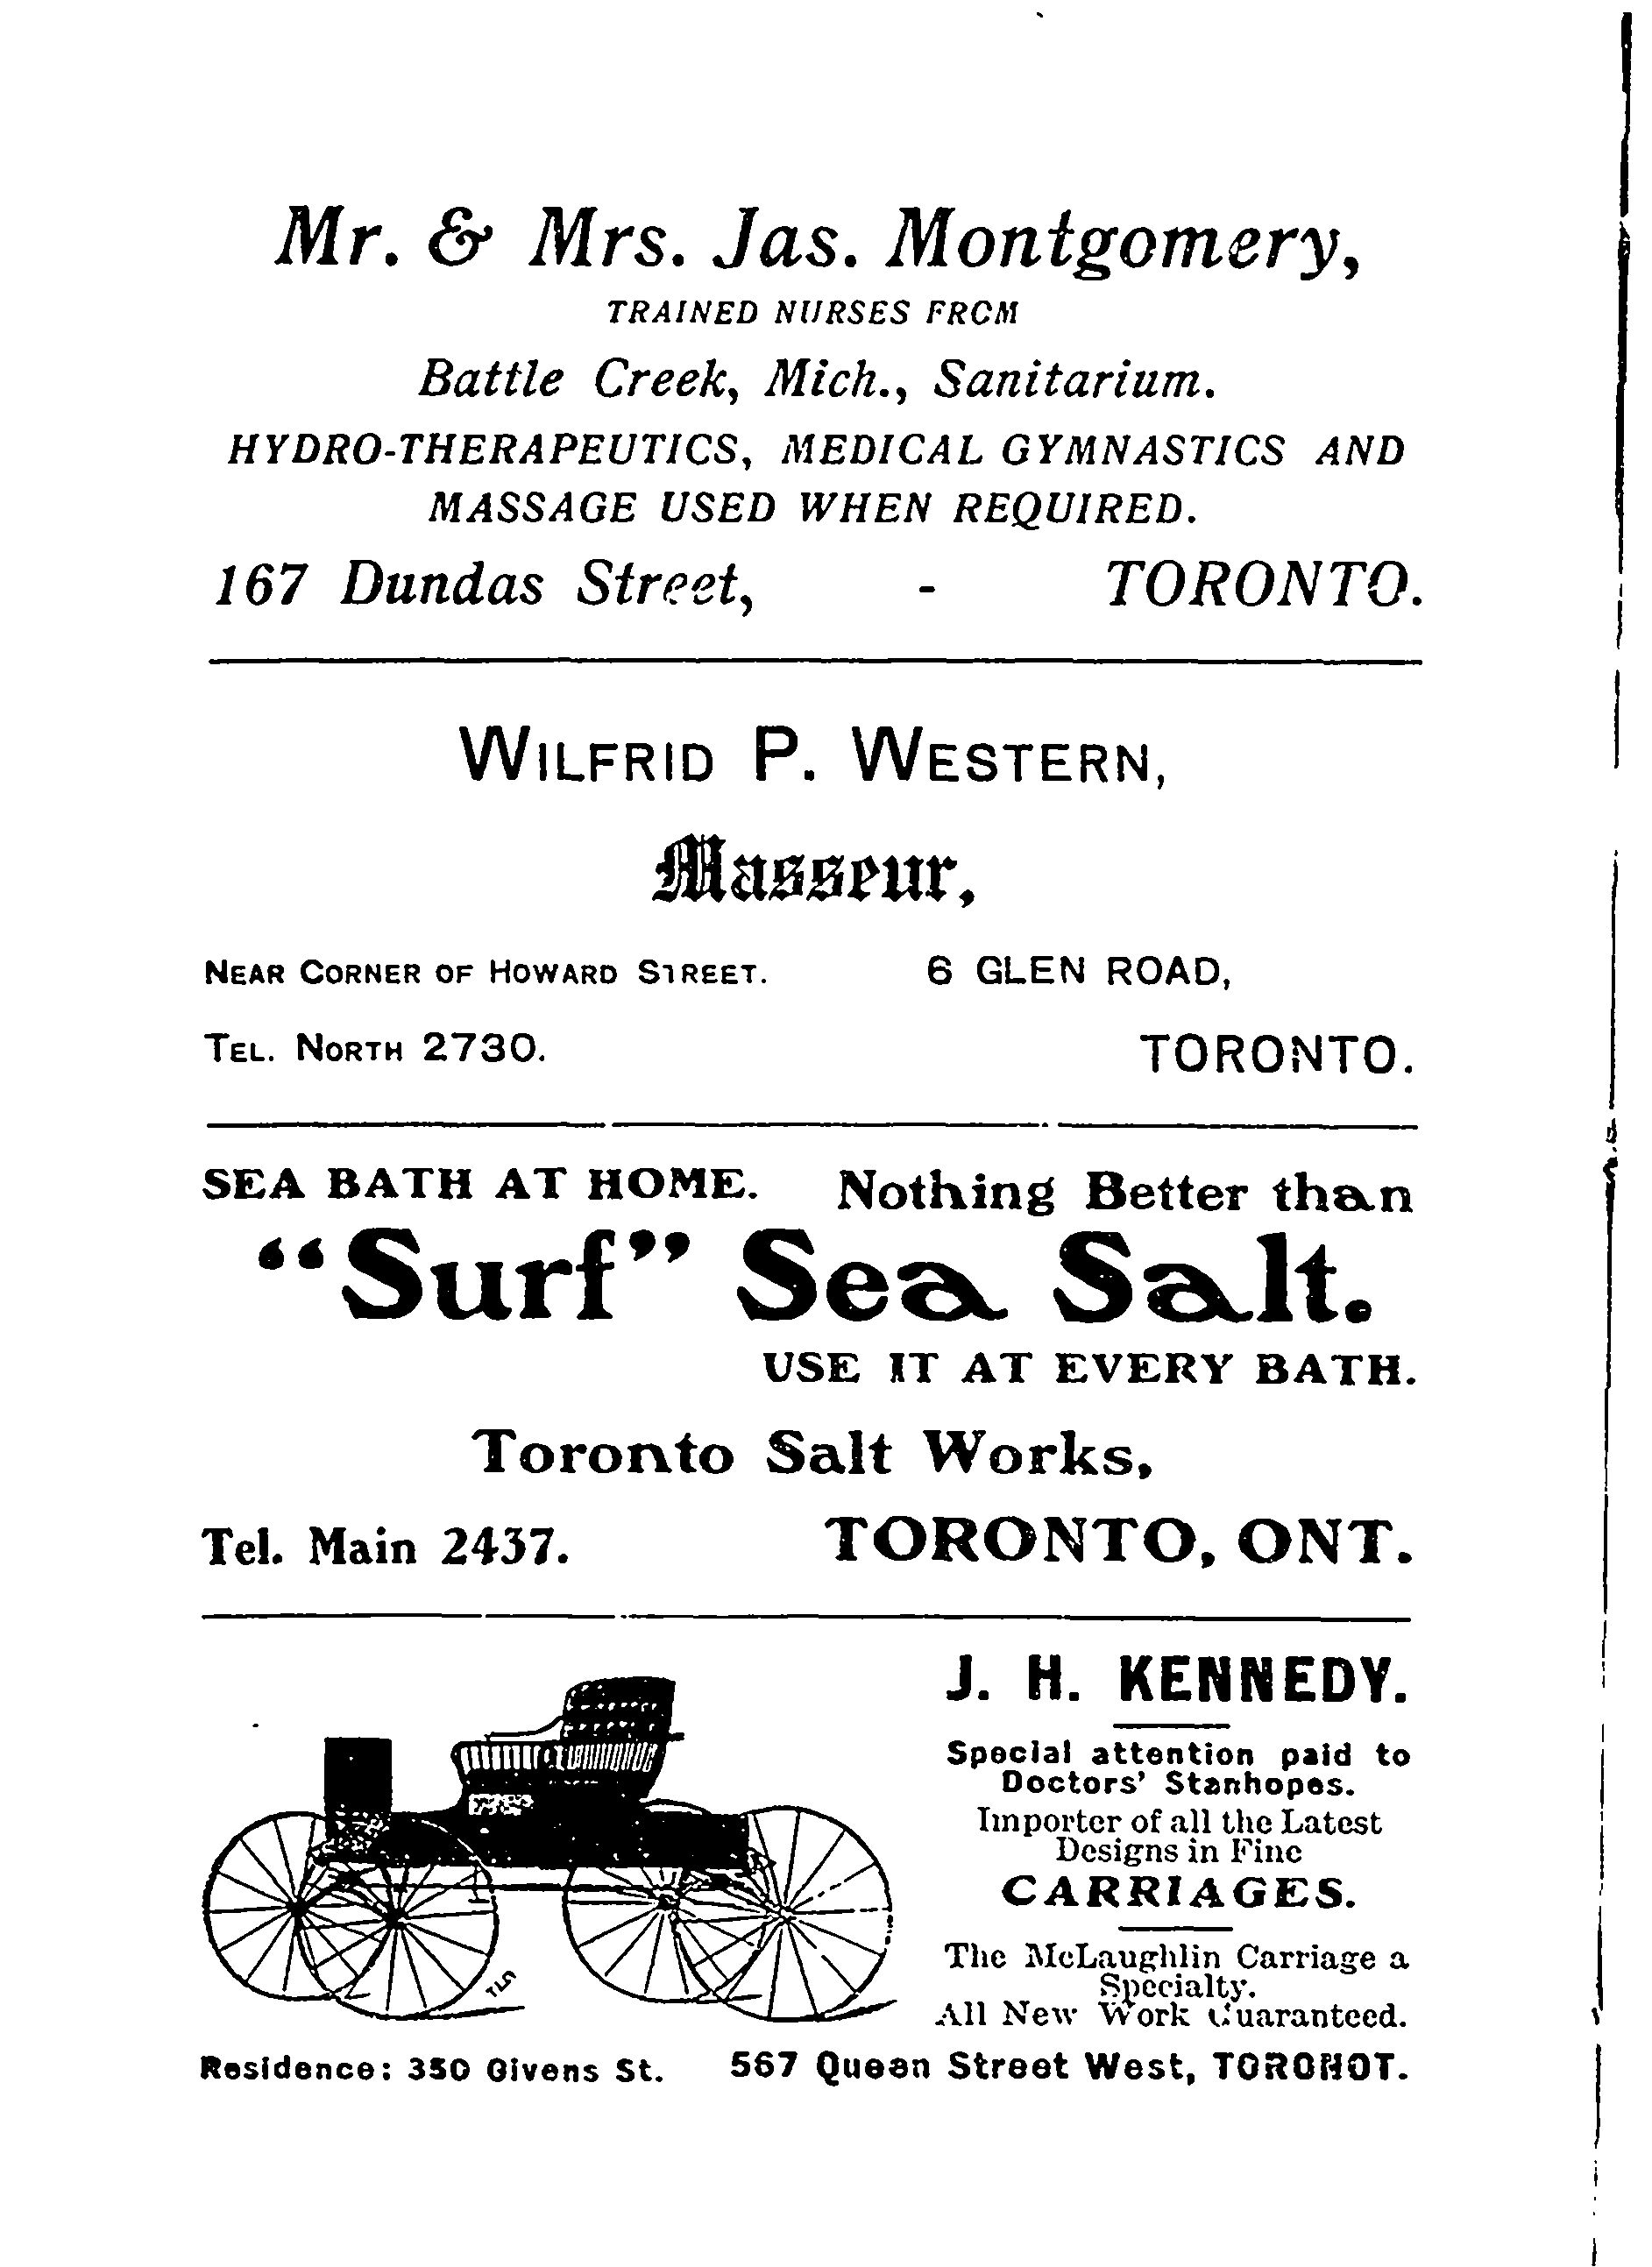 Mr. & Mrs. Jas. Montgomery,
TRAINED NURSES FROM
Battle Creek, Mich., Sanitarium.
HYDRO-THERAPEUTICS, MEDICAL GYMNASTICS AND
MASSAGE USED WHEN REQUIRED.
167 Dundas Street, - TORONTO.
WILFRID P. WESTERN,
Masseur,
NEAR CORNER OF HOWARD STREET. 6 GLEN ROAD,
TEL. NORTH 2730. TORONTO.
SEA BATH AT HOME. Nothing Better than
"Surf" Sea Salt.
USE IT AT EVERY BATH.
Toronto Salt Works,
Tel. Main 2437. TORONTO, ONT.
J. H. KENNEDY.
Special attention paid to
Doctors' Stanhopes.
Importer of all the Latest
Designs in Fine
CARRIAGES.
The McLaughlin Carriage a
Specialty.
All New Work Guaranteed.
Residence: 350 Givens St. 567 Queen Street West, TORONOT.